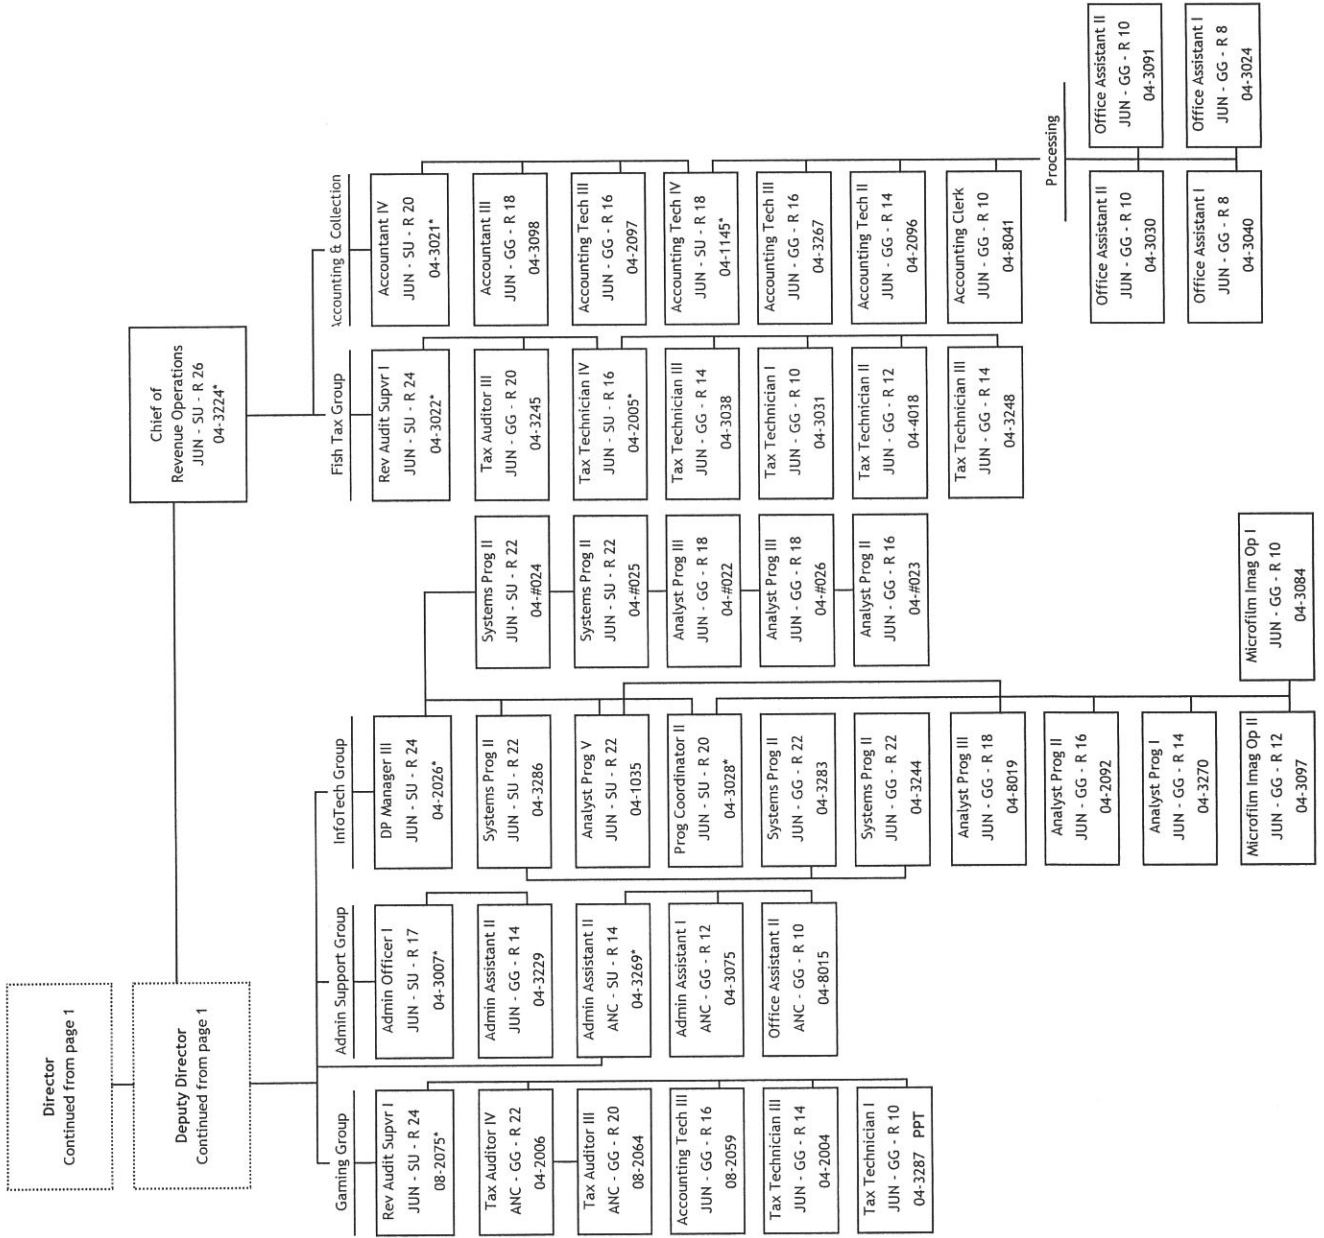 Director
Continued from page 1
Deputy Director
Continued from page 1
Chief of
Revenue Operations
JUN - SU - R 26
04-3224*
Gaming Group
Rev Audit Supvr I
JUN - SU - R 24
08-2075*
Tax Auditor IV
ANC - GG - R 22
04-2006
Tax Auditor III
ANC - GG - R 20
08-2064
Accounting Tech III
JUN - GG - R 16
08-2059
Tax Technician III
JUN - GG - R 14
04-2004
Tax Technician I
JUN - GG - R 10
04-3287 PPT
Admin Support Group
Admin Officer I
JUN - SU - R 17
04-3007*
Admin Assistant II
JUN - GG - R 14
04-3229
Admin Assistant II
ANC - SU - R 14
04-3269*
Admin Assistant I
ANC - GG - R 12
04-3075
Office Assistant II
ANC - GG - R 10
04-8015
InfoTech Group
DP Manager III
JUN - SU - R 24
04-2026*
Systems Prog II
JUN - SU - R 22
04-3286
Analyst Prog V
JUN - SU - R 22
04-1035
Prog Coordinator II
JUN - SU - R 20
04-3028*
Systems Prog II
JUN - GG - R 22
04-3283
Systems Prog II
JUN - GG - R 22
04-3244
Analyst Prog III
JUN - GG - R 18
04-8019
Analyst Prog II
JUN - GG - R 16
04-2092
Analyst Prog I
JUN - GG - R 14
04-3270
Microfilm Imag Op II
JUN - GG - R 12
04-3097
Microfilm Imag Op I
JUN - GG - R 10
04-3084
Systems Prog II
JUN - SU - R 22
04-#024
Systems Prog II
JUN - SU - R 22
04-#025
Analyst Prog III
JUN - GG - R 18
04-#022
Analyst Prog III
JUN - GG - R 18
04-#026
Analyst Prog II
JUN - GG - R 16
04-#023
Fish Tax Group
Rev Audit Supvr I
JUN - SU - R 24
04-3022*
Tax Auditor III
JUN - GG - R 20
04-3245
Tax Technician IV
JUN - SU - R 16
04-2005*
Tax Technician III
JUN - GG - R 14
04-3038
Tax Technician I
JUN - GG - R 10
04-3031
Tax Technician II
JUN - GG - R 12
04-4018
Tax Technician III
JUN - GG - R 14
04-3248
Accounting & Collection
Accountant IV
JUN - SU - R 20
04-3021*
Accountant III
JUN - GG - R 18
04-3098
Accounting Tech III
JUN - GG - R 16
04-2097
Accounting Tech IV
JUN - SU - R 18
04-1145*
Accounting Tech III
JUN - GG - R 16
04-3267
Accounting Tech II
JUN - GG - R 14
04-2096
Accounting Clerk
JUN - GG - R 10
04-8041
Processing
Office Assistant II
JUN - GG - R 10
04-3030
Office Assistant II
JUN - GG - R 10
04-3091
Office Assistant I
JUN - GG - R 8
04-3040
Office Assistant I
JUN - GG - R 8
04-3024